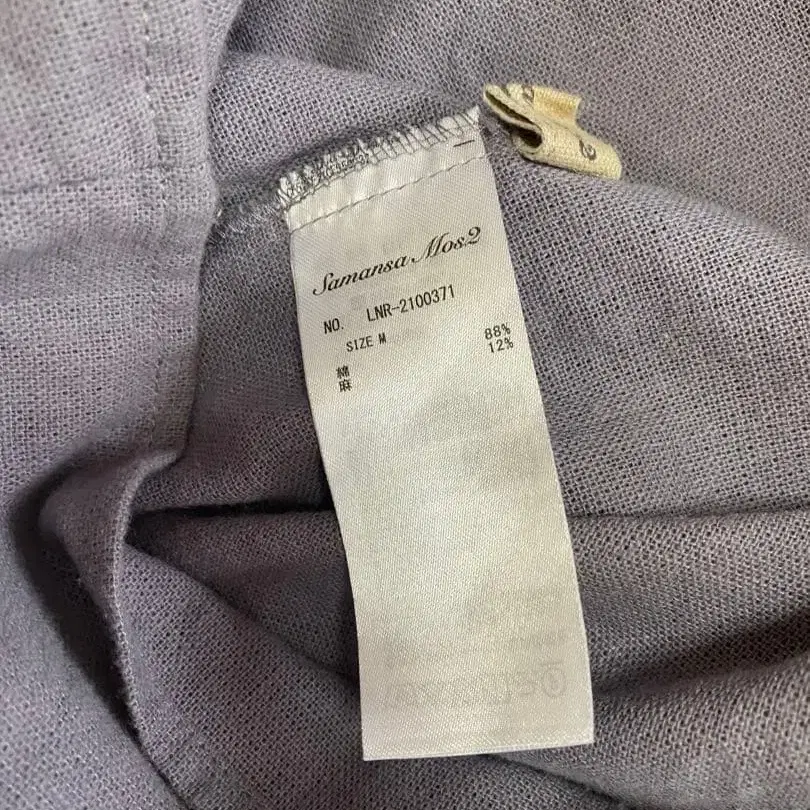 Samansa Mos2
NO. LNR-2100371
SIZE M
綿 88%
麻 12%